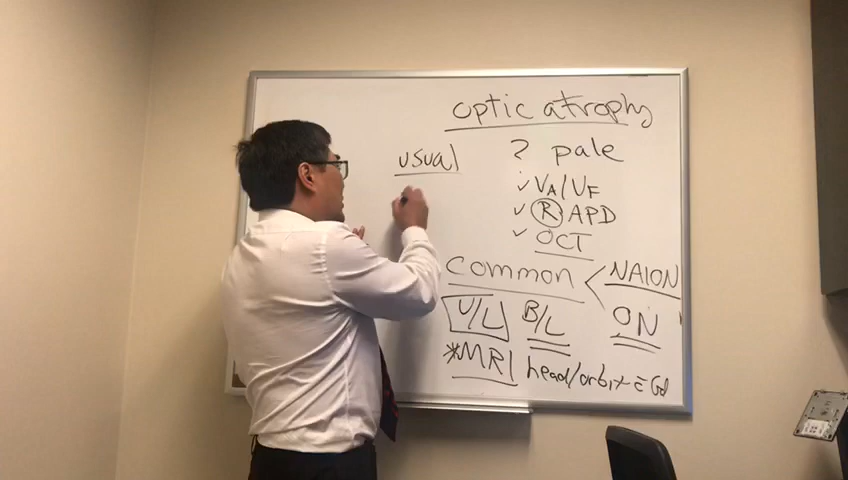 optic atrophy
usual
? pale
✓ VA/VF
✓ R APD
✓ OCT
common < NAION
U/L B/L ON
*MRI head/orbit c̄ Gd